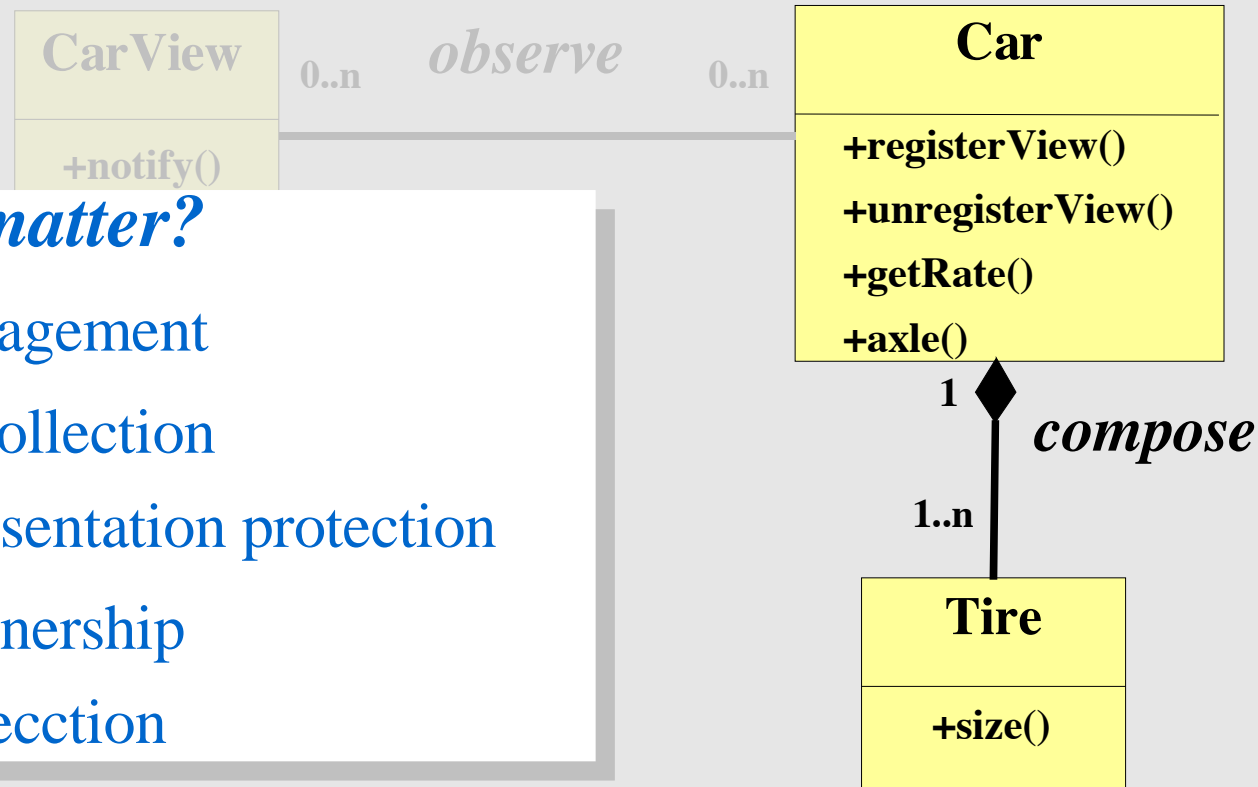 CarView
0..n
observe
0..n
+notify()
Car
+registerView()
+unregisterView()
+getRate()
+axle()
1
compose
1..n
Tire
+size()
matter?
agement
ollection
sentation protection
nership
ecction